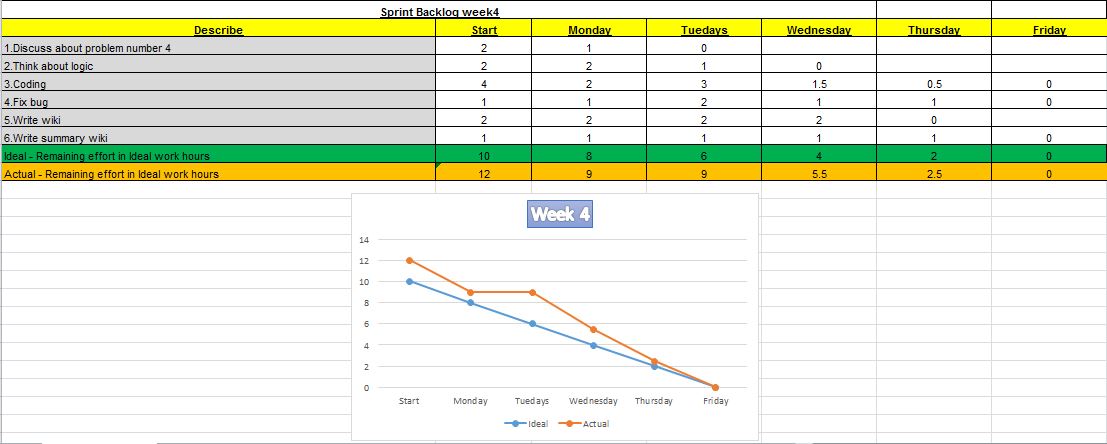 Sprint Backlog week4
Describe Start Monday Tuedays Wednesday Thursday Friday
1.Discuss about problem number 4 2 1 0
2.Think about logic 2 2 1 0
3.Coding 4 2 3 1.5 0.5 0
4.Fix bug 1 1 2 1 1 0
5.Write wiki 2 2 2 2 0
6.Write summary wiki 1 1 1 1 1 0
Ideal - Remaining effort in Ideal work hours 10 8 6 4 2 0
Actual - Remaining effort in Ideal work hours 12 9 9 5.5 2.5 0
Week 4
14
12
10
8
6
4
2
0
Start Monday Tuedays Wednesday Thursday Friday
Ideal Actual